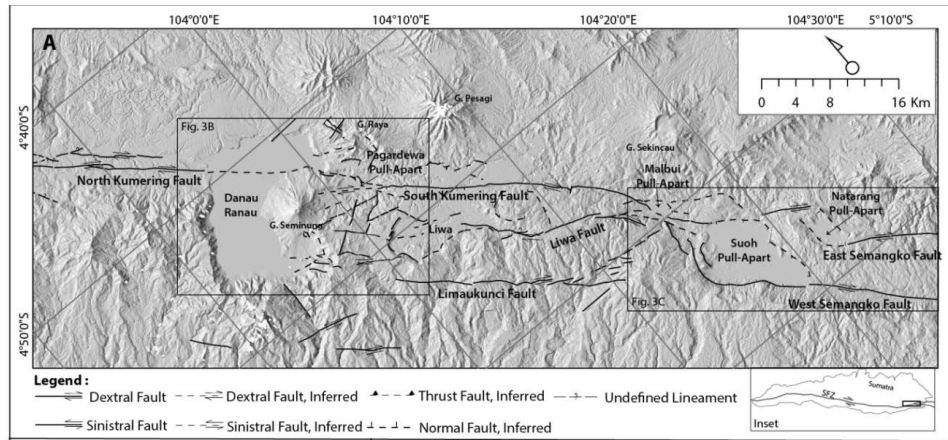 104°0'0"E
104°10'0"E
104°20'0"E
104°30'0"E
5°10'0"S
A
0 4 8 16 Km
4°40'0"S
4°50'0"S
Fig. 3B
G. Raya
G. Pesagi
Pagardewa
Pull-Apart
North Kumering Fault
Danau
Ranau
G. Seminung
South Kumering Fault
Liwa
Liwa Fault
Limaukunci Fault
G. Sekincau
Malbui
Pull-Apart
Natarang
Pull-Apart
Suoh
Pull-Apart
East Semangko Fault
West Semangko Fault
Fig. 3C
Legend :
Dextral Fault
Dextral Fault, Inferred
Thrust Fault, Inferred
Undefined Lineament
Sinistral Fault
Sinistral Fault, Inferred
Normal Fault, Inferred
Sumatra
SFZ
Inset